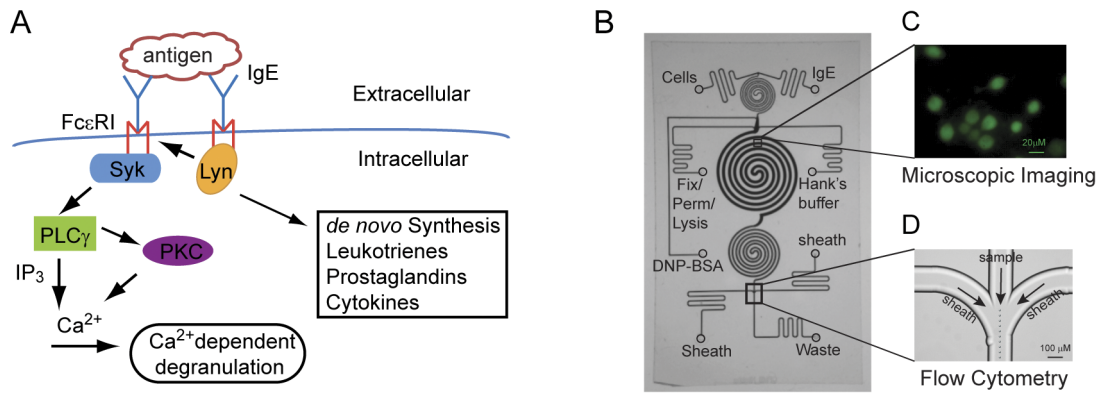 A
antigen
IgE
Extracellular
FcεRI
Intracellular
Syk
Lyn
PLCγ
PKC
IP3
Ca2+
de novo Synthesis
Leukotrienes
Prostaglandins
Cytokines
Ca2+dependent
degranulation
B
Cells
IgE
Fix/
Perm/
Lysis
Hank's
buffer
DNP-BSA
sheath
Sheath
Waste
C
20µM
Microscopic Imaging
D
sample
sheath
sheath
100 µM
Flow Cytometry